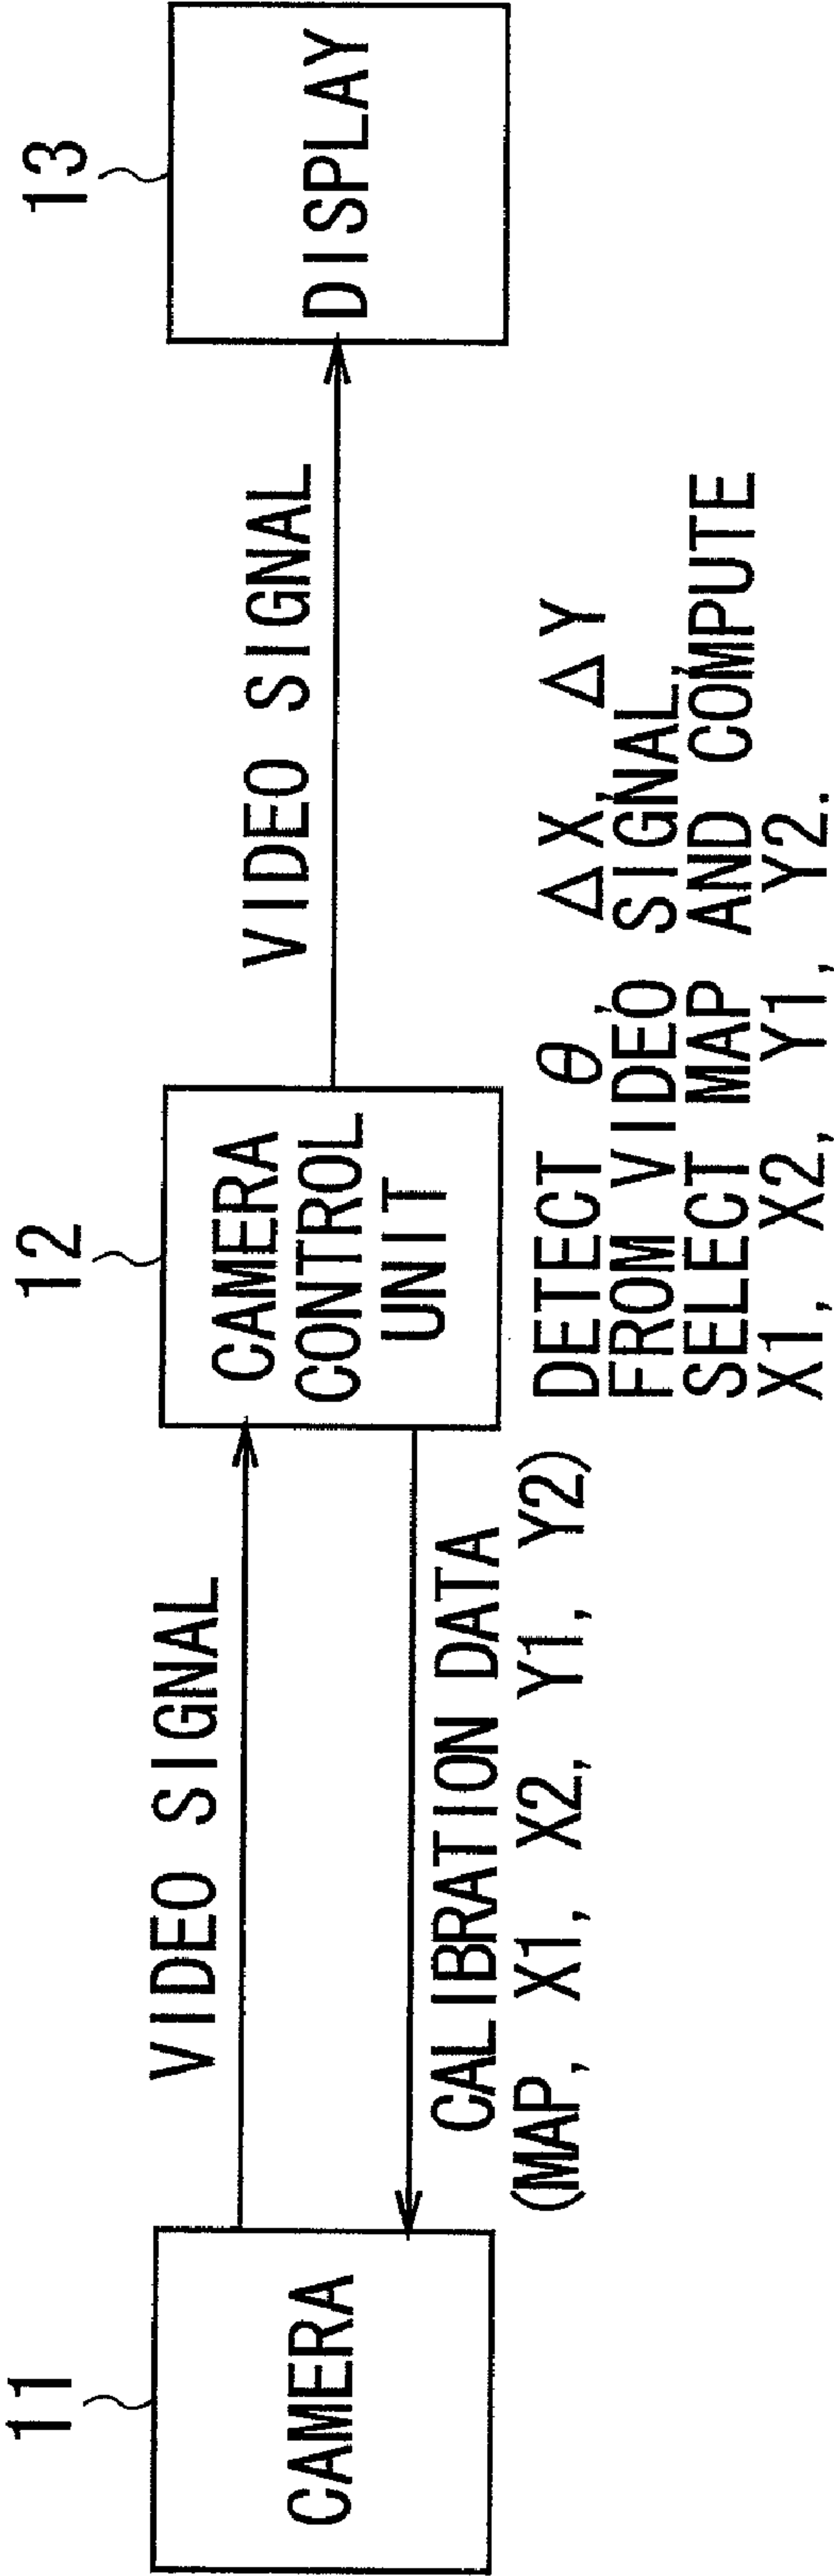 11
CAMERA
VIDEO SIGNAL
CALIBRATION DATA
(MAP, X1, X2, Y1, Y2)
12
CAMERA
CONTROL
UNIT
DETECT θ, ΔX, ΔY
FROM VIDEO SIGNAL,
SELECT MAP AND COMPUTE
X1, X2, Y1, Y2.
VIDEO SIGNAL
13
DISPLAY